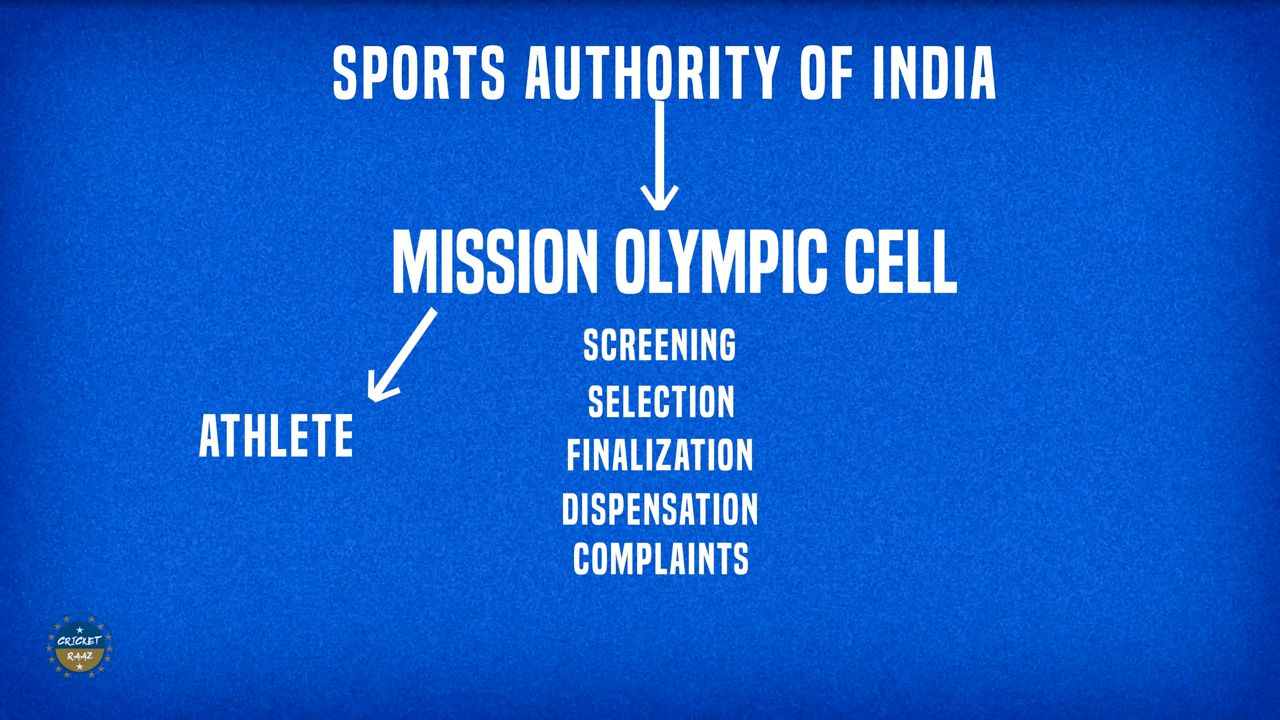 SPORTS AUTHORITY OF INDIA
MISSION OLYMPIC CELL
SCREENING
SELECTION
ATHLETE
FINALIZATION
DISPENSATION
COMPLAINTS
CRICKET
RAAZ